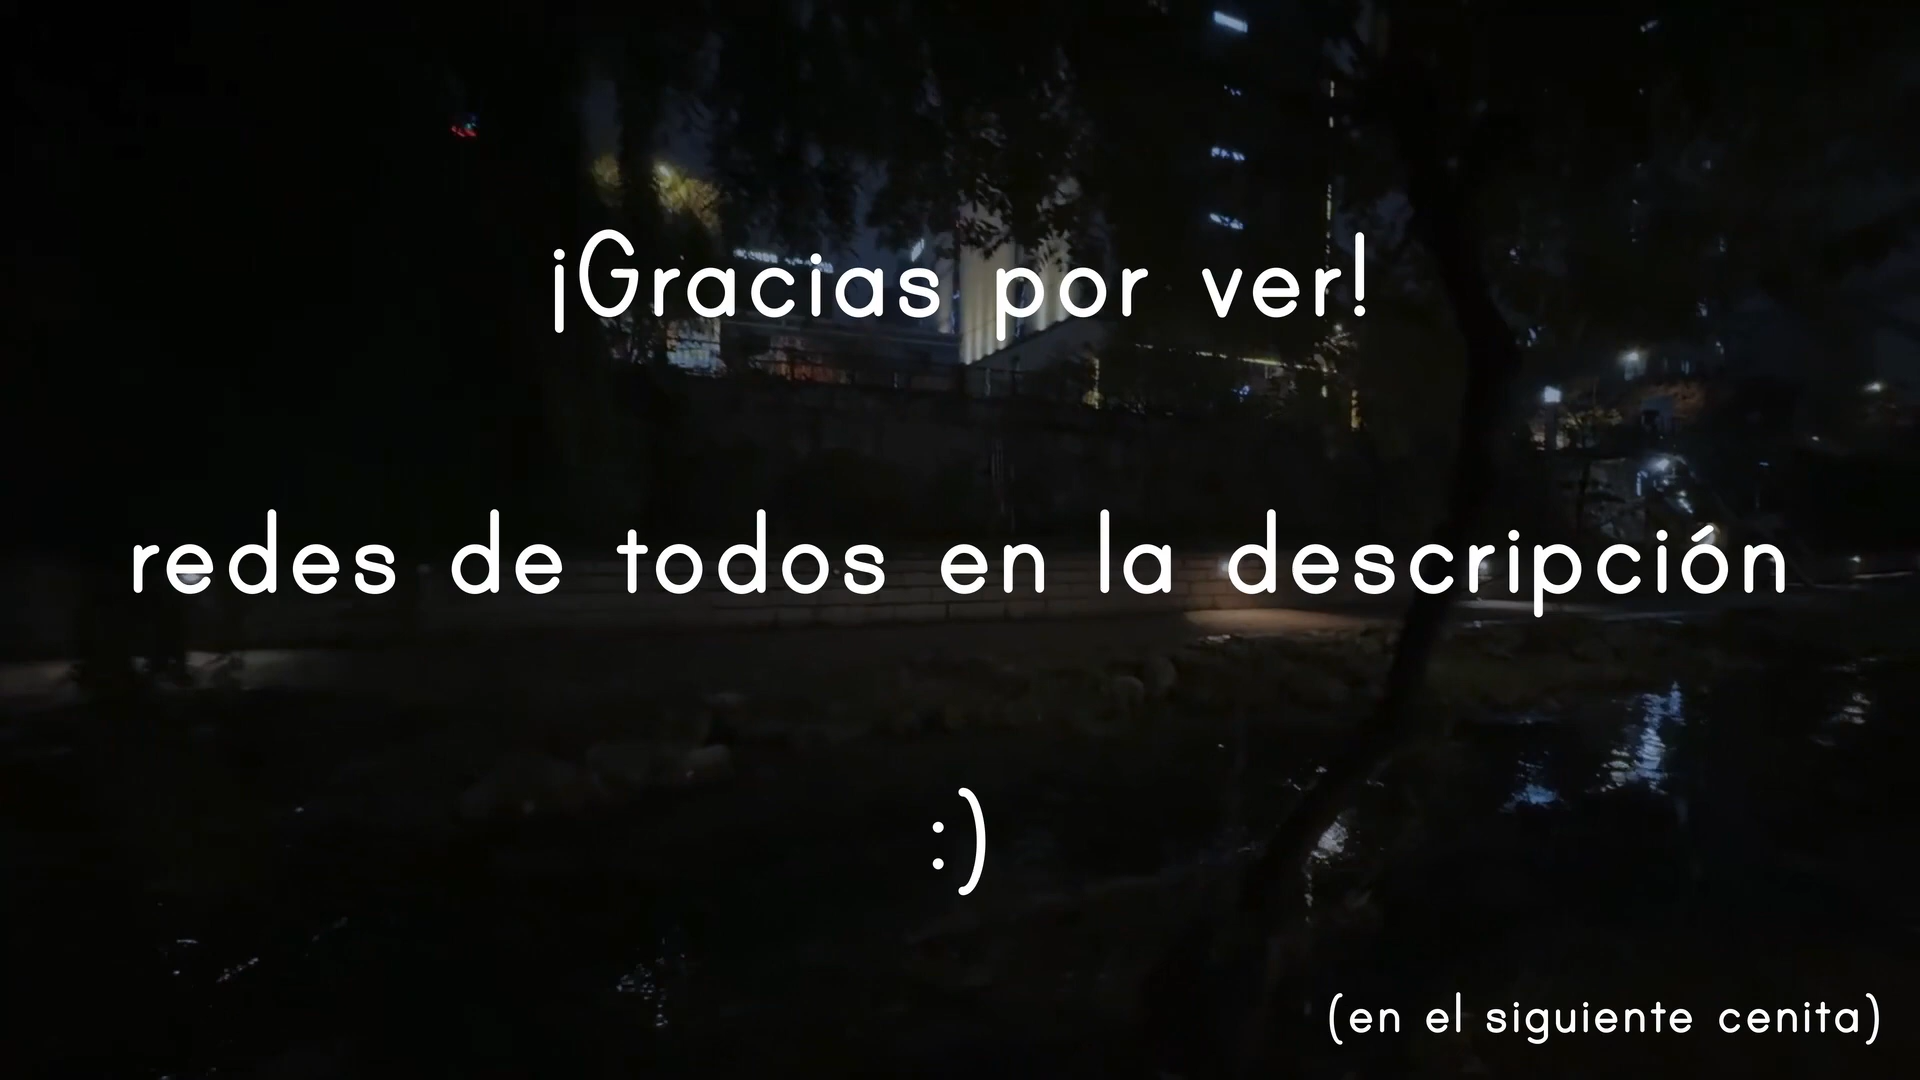 ¡Gracias por ver!
redes de todos en la descripción
:)
(en el siguiente cenita)